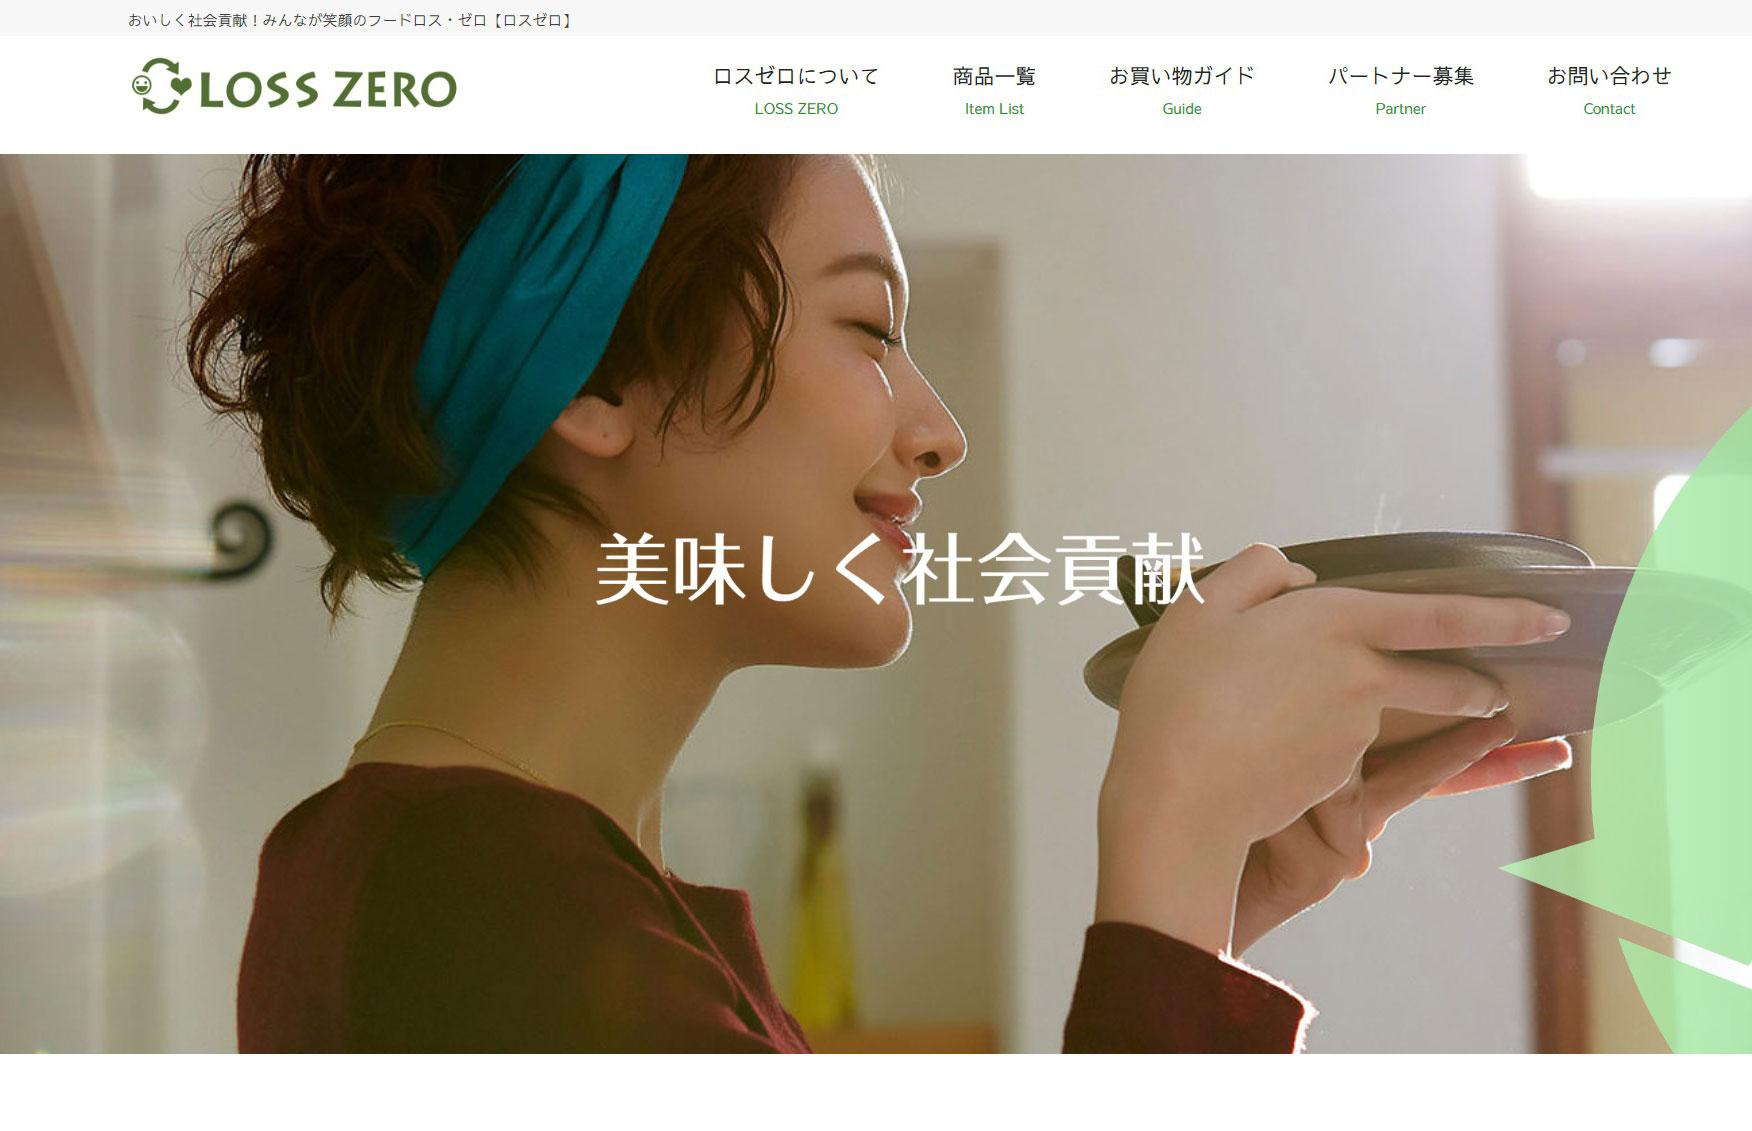 おいしく社会貢献！みんなが笑顔のフードロス・ゼロ【ロスゼロ】
LOSS ZERO
ロスゼロについて
LOSS ZERO
商品一覧
Item List
お買い物ガイド
Guide
パートナー募集
Partner
お問い合わせ
Contact
美味しく社会貢献